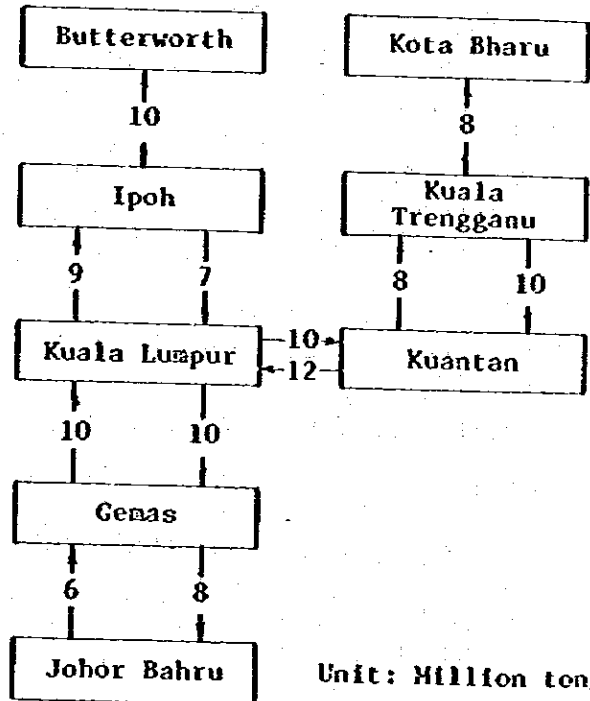 Butterworth
Kota Bharu
10
8
Ipoh
Kuala
Trengganu
9
7
8
10
Kuala Lumpur
10
12
Kuantan
10
10
Gemas
6
8
Johor Bahru
Unit: Million ton